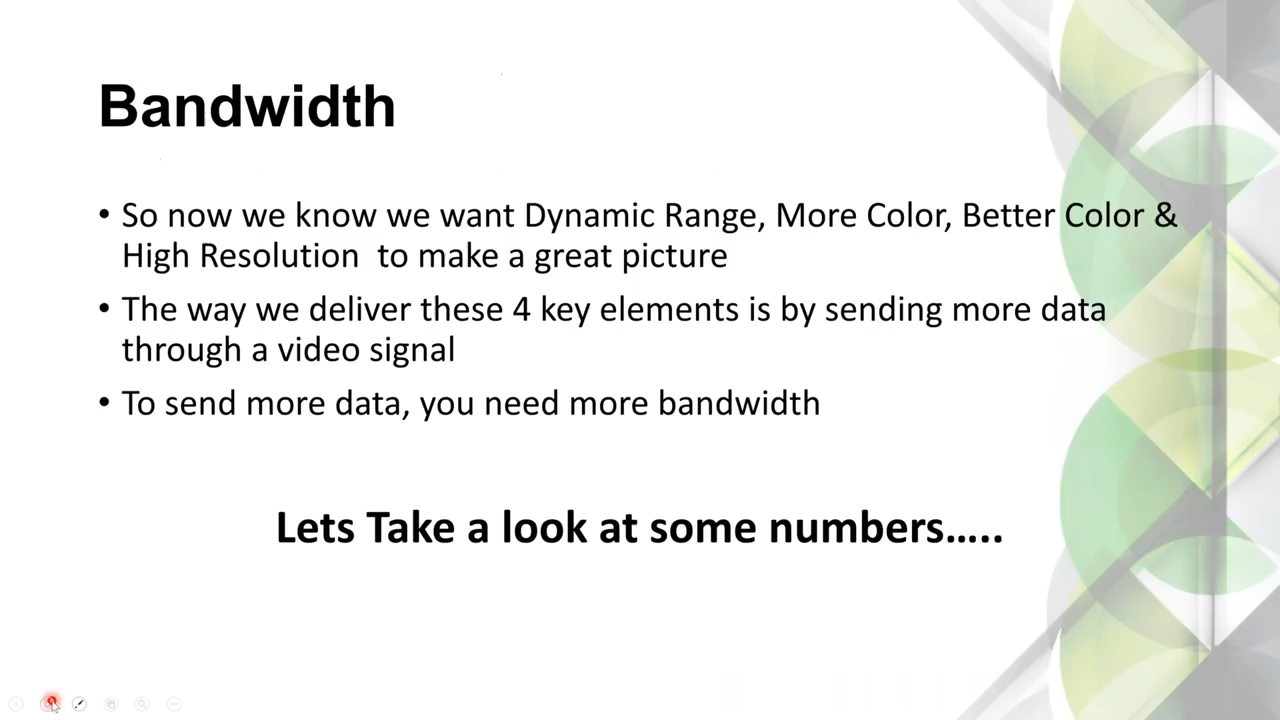 Bandwidth
• So now we know we want Dynamic Range, More Color, Better Color &
High Resolution  to make a great picture
• The way we deliver these 4 key elements is by sending more data
through a video signal
• To send more data, you need more bandwidth
Lets Take a look at some numbers…..